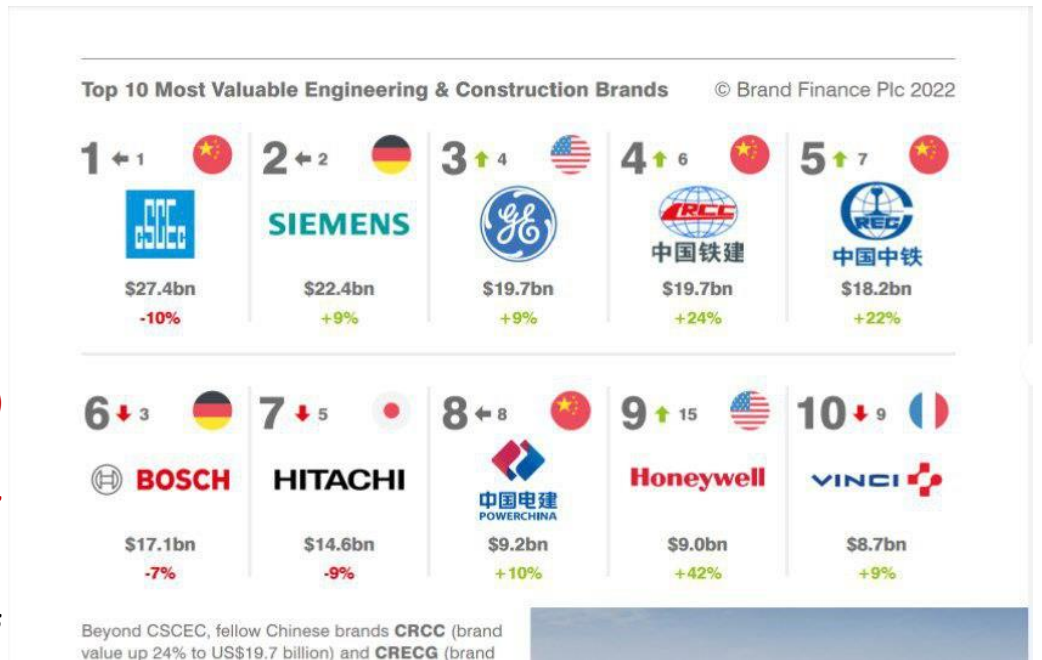 Top 10 Most Valuable Engineering & Construction Brands © Brand Finance Plc 2022
1 1
2 2
3 4
4 6
5 7
CSCEC
SIEMENS
GE
CRCC
中国铁建
CREG
中国中铁
$27.4bn
$22.4bn
$19.7bn
$19.7bn
$18.2bn
-10%
+9%
+9%
+24%
+22%
6 3
7 5
8 8
9 15
10 9
BOSCH
HITACHI
中国电建
POWERCHINA
Honeywell
VINCI
$17.1bn
$14.6bn
$9.2bn
$9.0bn
$8.7bn
-7%
-9%
+10%
+42%
+9%
Beyond CSCEC, fellow Chinese brands CRCC (brand
value up 24% to US$19.7 billion) and CRECG (brand